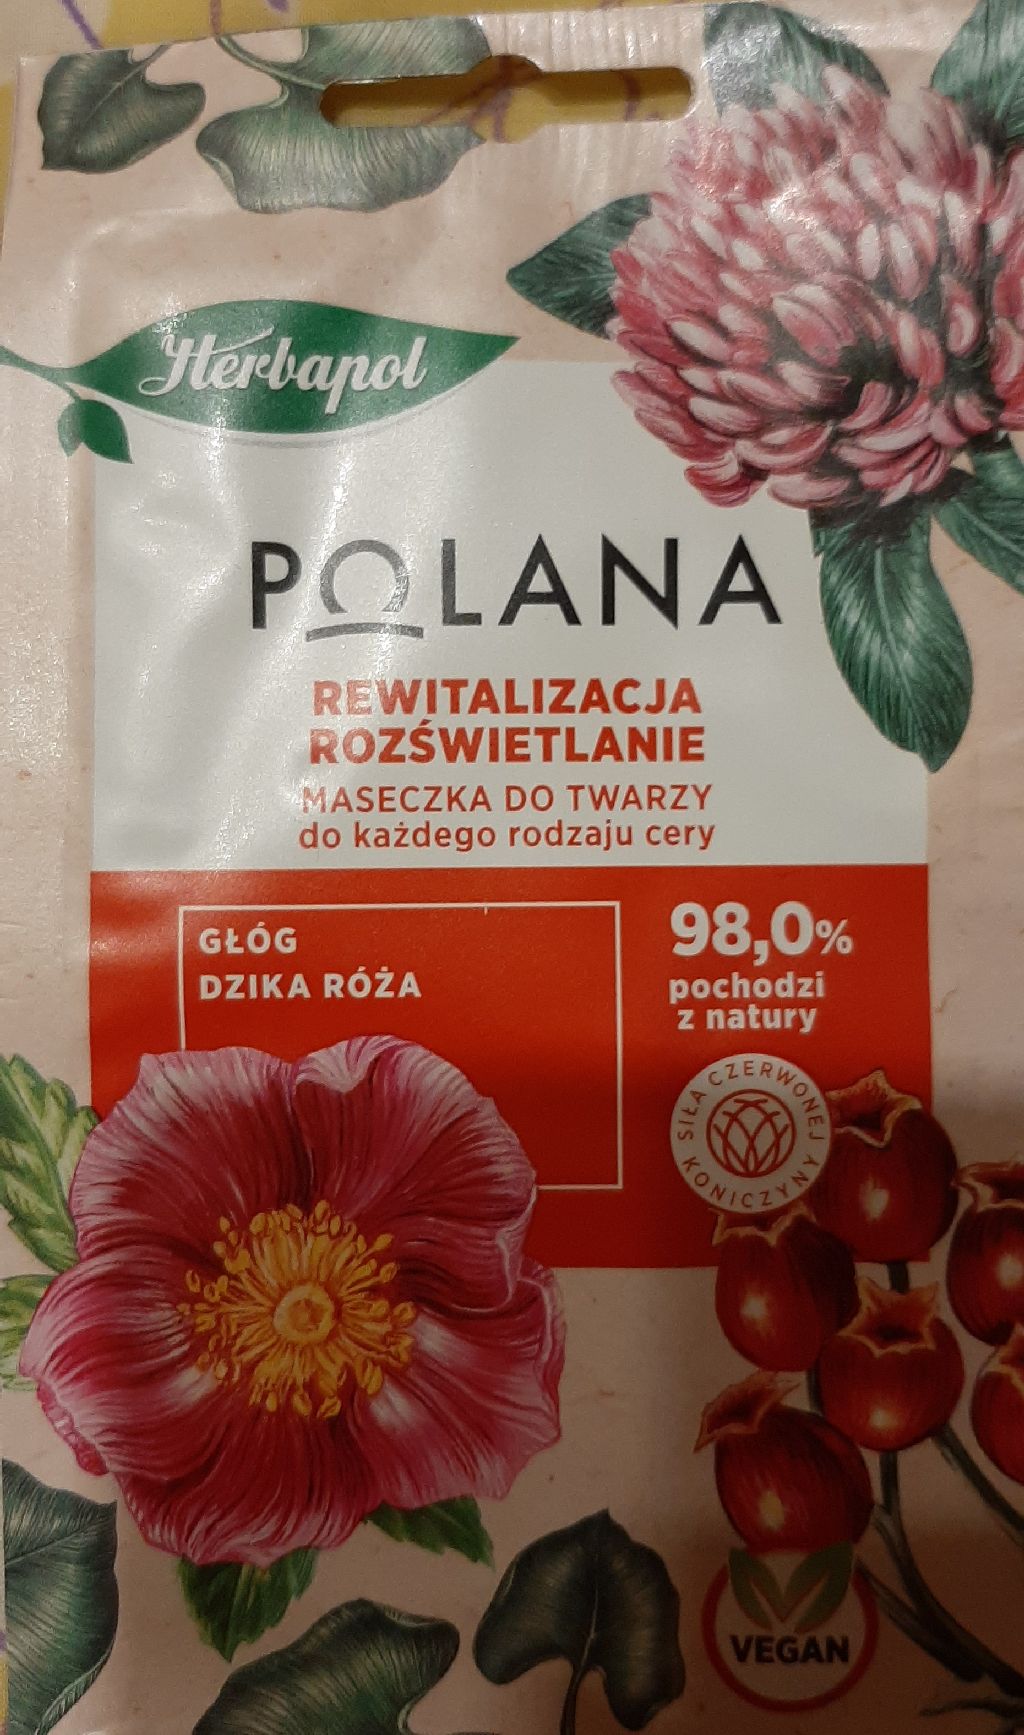 Herbapol
POLANA
REWITALIZACJA
ROZŚWIETLANIE
MASECZKA DO TWARZY
do każdego rodzaju cery
GŁÓG
DZIKA RÓŻA
98,0%
pochodzi
z natury
SIŁA CZERWONEJ KONICZYNY
VEGAN